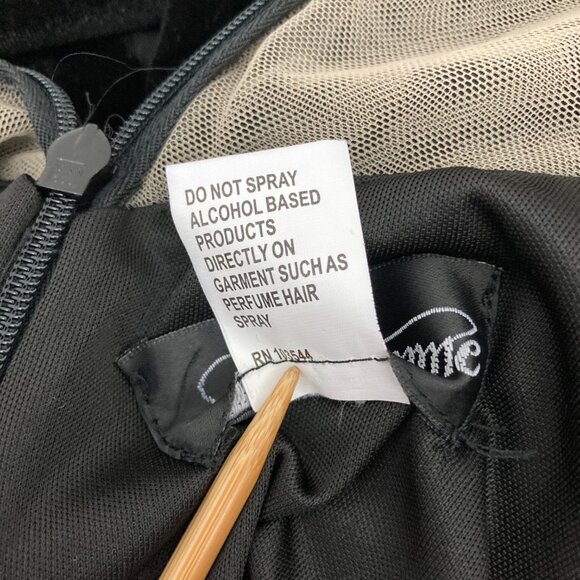 DO NOT SPRAY
ALCOHOL BASED
PRODUCTS
DIRECTLY ON
GARMENT SUCH AS
PERFUME HAIR
SPRAY
RN